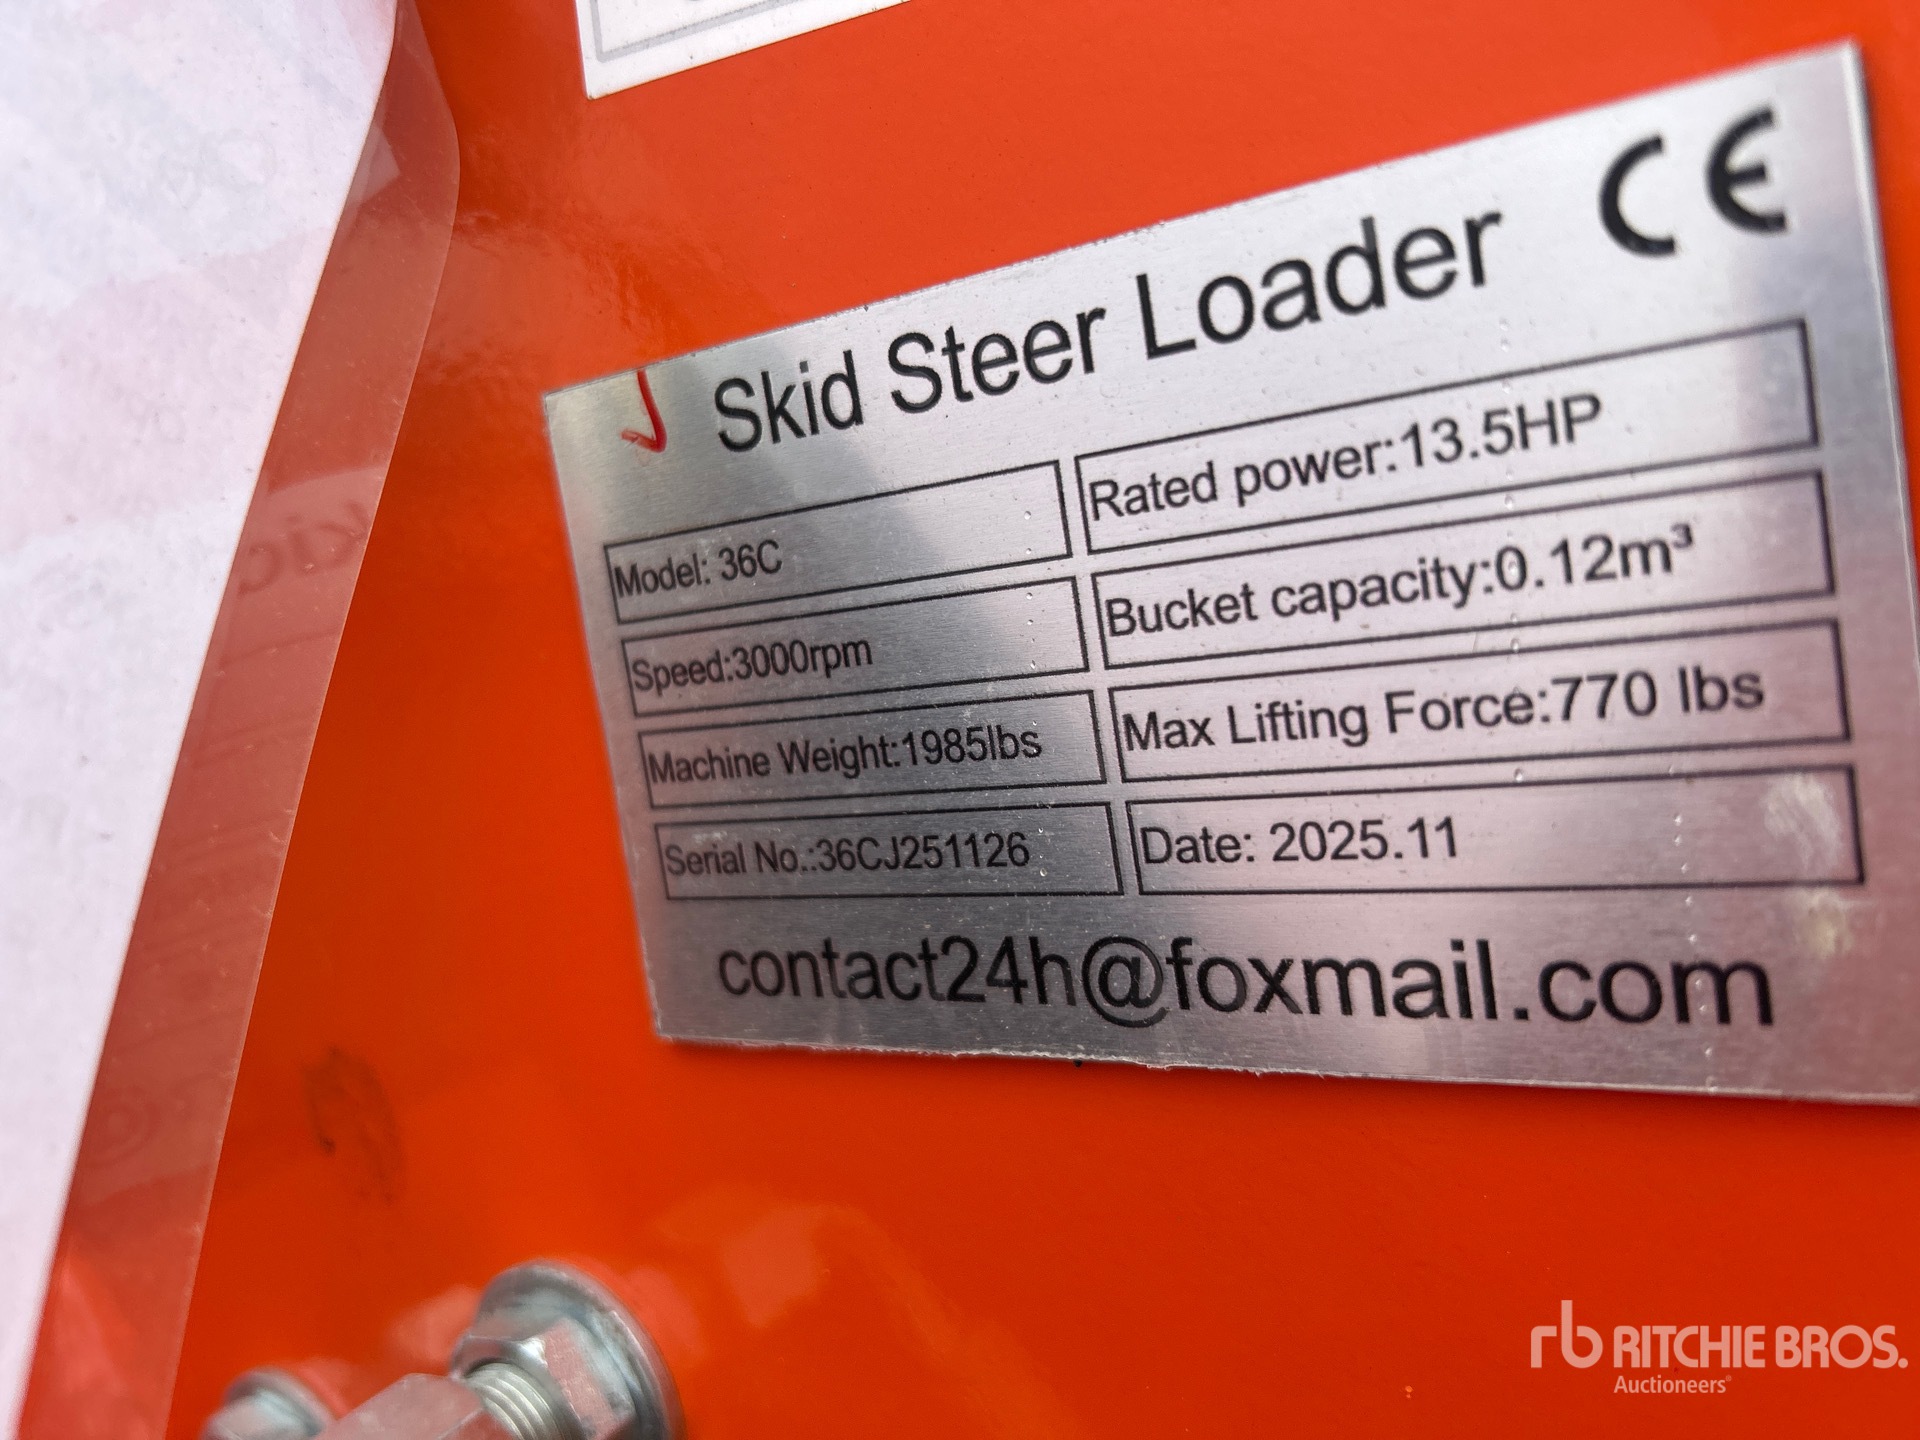 Skid Steer Loader CE
Model: 36C
Rated power:13.5HP
Speed:3000rpm
Bucket capacity:0.12m³
Machine Weight:1985lbs
Max Lifting Force:770 lbs
Serial No.:36CJ251126
Date: 2025.11
contact24h@foxmail.com
rb RITCHIE BROS.
Auctioneers®